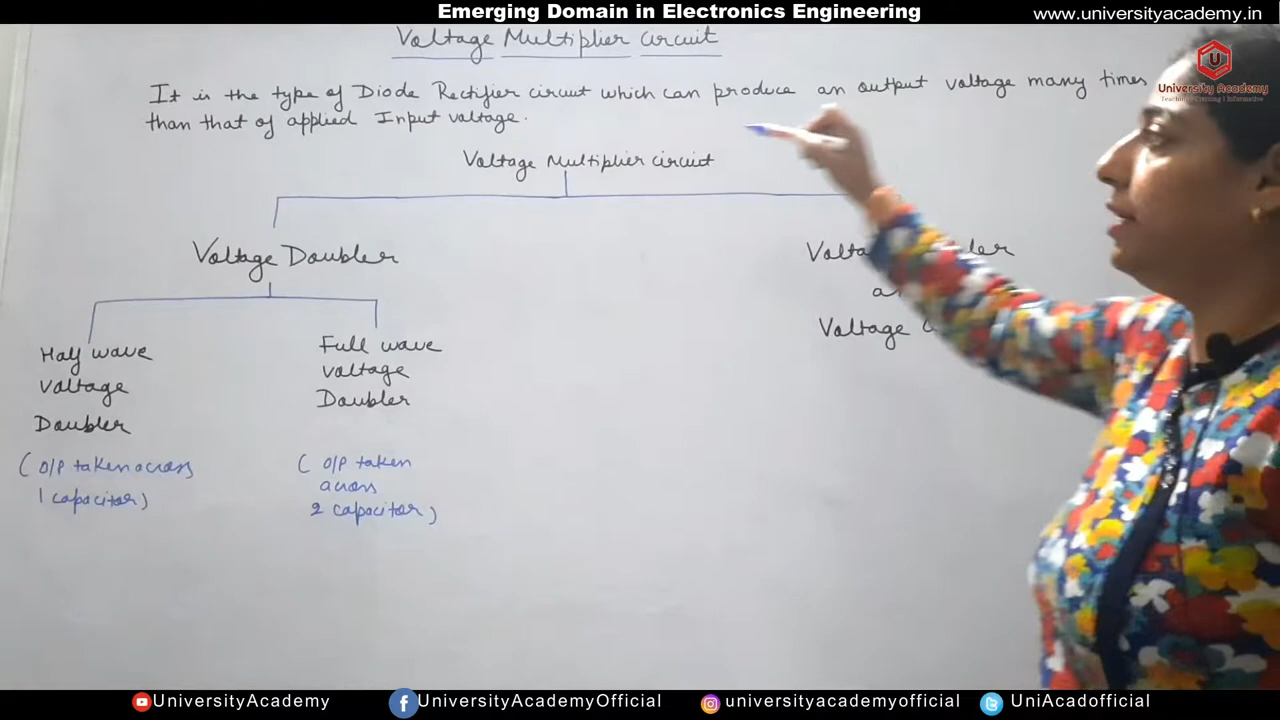 Emerging Domain in Electronics Engineering
www.universityacademy.in
Voltage Multiplier Circuit
It is the type of Diode Rectifier circuit which can produce an output voltage many times
than that of applied Input voltage.
Voltage Multiplier circuit
Voltage Doubler
Half wave
voltage
Doubler
(O/P taken across
1 capacitor)
Full wave
voltage
Doubler
(O/P taken
across
2 capacitor)
Voltage
Voltage
U
University Academy
UniversityAcademy
UniversityAcademyOfficial
universityacademyofficial
UniAcadofficial